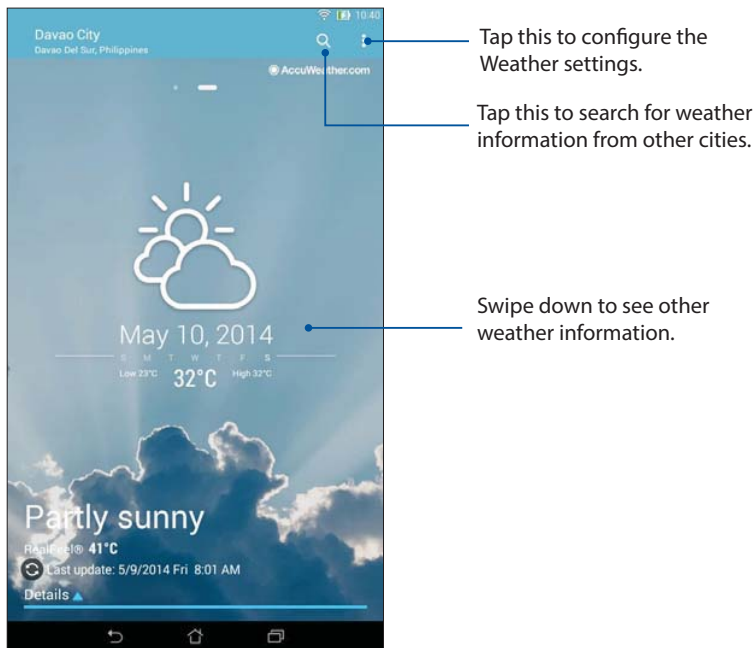 10:40
Davao City
Davao Del Sur, Philippines
AccuWeather.com
May 10, 2014
S M T W T F S
Low 23°C 32°C High 32°C
Partly sunny
RealFeel® 41°C
Last update: 5/9/2014 Fri 8:01 AM
Details
Tap this to configure the
Weather settings.
Tap this to search for weather
information from other cities.
Swipe down to see other
weather information.